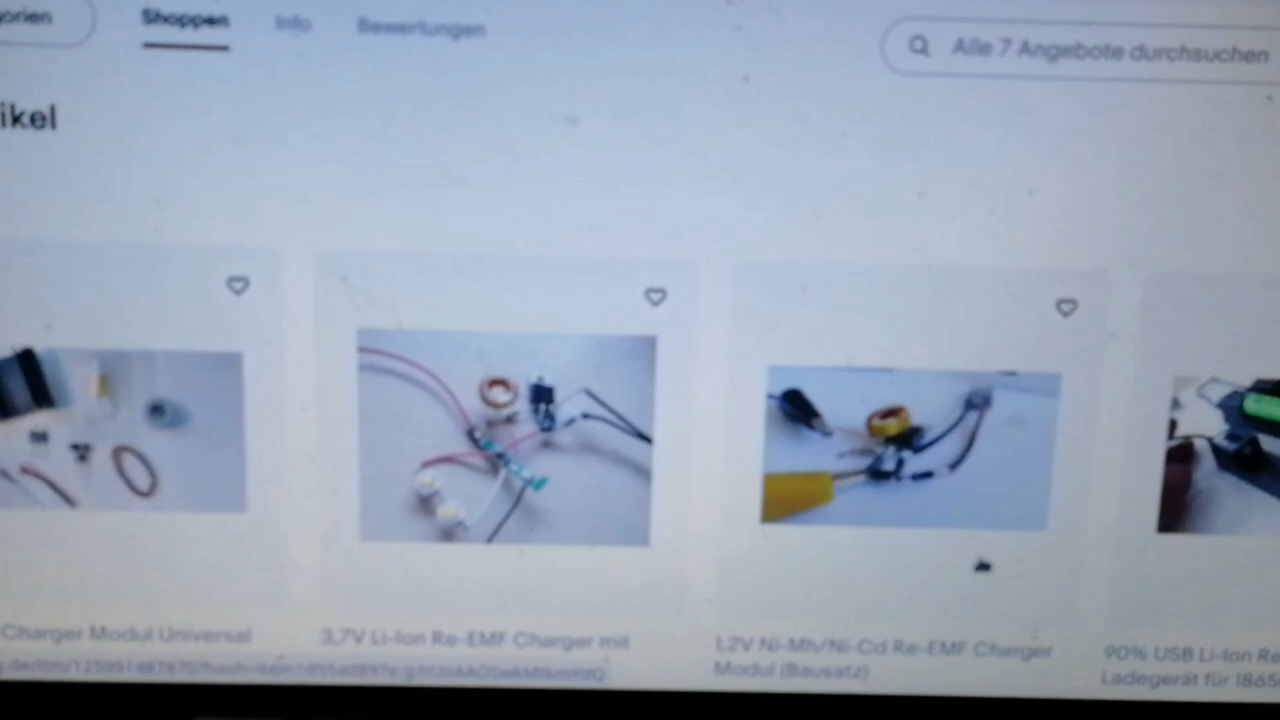 gorien
Shoppen
Info
Bewertungen
Alle 7 Angebote durchsuchen
ikel
Charger Modul Universal
3,7V Li-Ion Re-EMF Charger mit
1,2V Ni-Mh/Ni-Cd Re-EMF Charger
Modul (Bausatz)
90% USB Li-Ion Re
Ladegerät für 1865